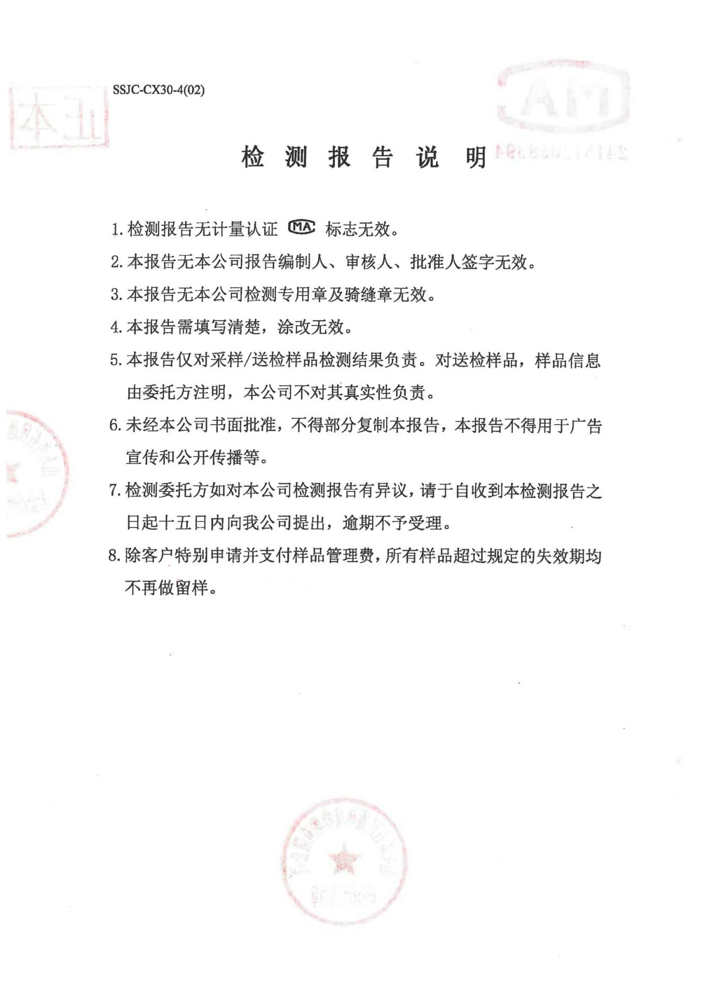 SSJC-CX30-4(02)
正本
检测报告说明
1.检测报告无计量认证 MA 标志无效。
2.本报告无本公司报告编制人、审核人、批准人签字无效。
3.本报告无本公司检测专用章及骑缝章无效。
4.本报告需填写清楚，涂改无效。
5.本报告仅对采样/送检样品检测结果负责。对送检样品，样品信息
由委托方注明，本公司不对其真实性负责。
6.未经本公司书面批准，不得部分复制本报告，本报告不得用于广告
宣传和公开传播等。
7.检测委托方如对本公司检测报告有异议，请于自收到本检测报告之
日起十五日内向我公司提出，逾期不予受理。
8.除客户特别申请并支付样品管理费，所有样品超过规定的失效期均
不再做留样。